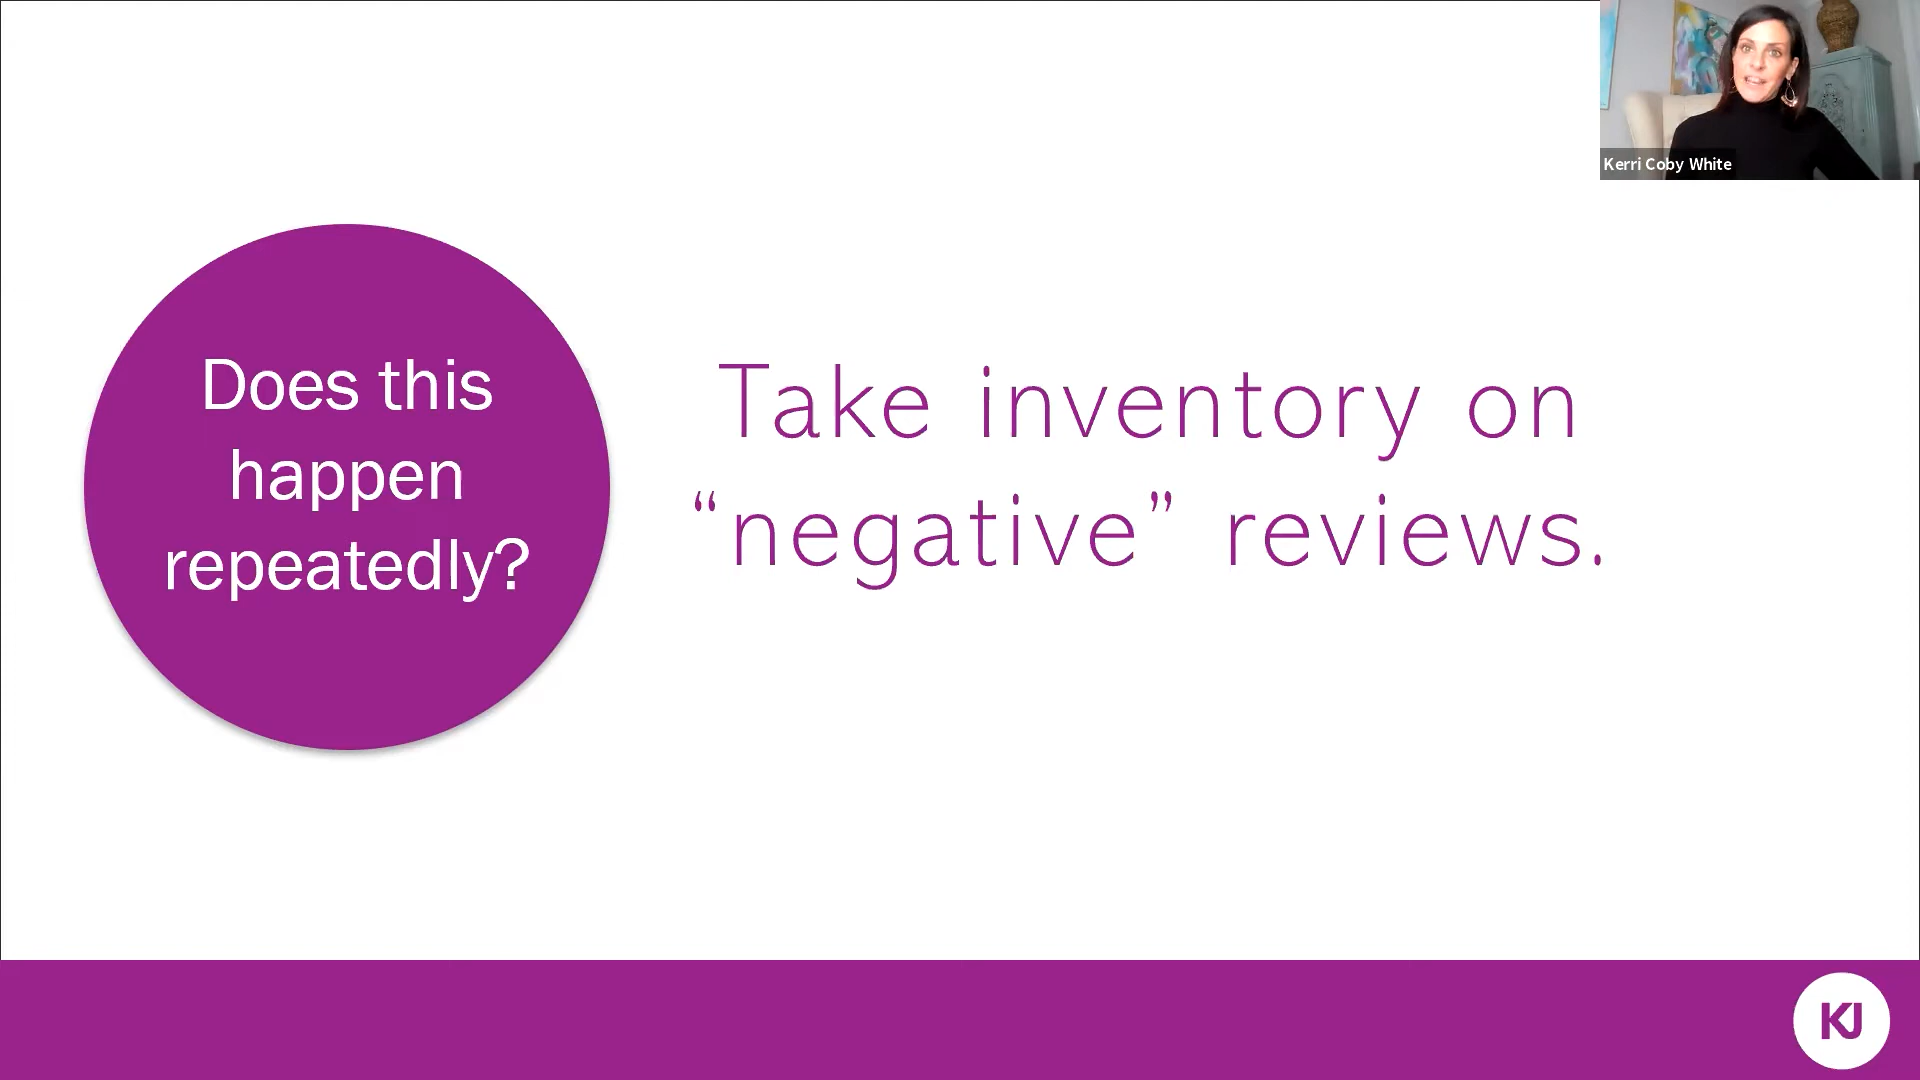 Kerri Coby White
Does this
happen
repeatedly?
Take inventory on
“negative” reviews.
KJ